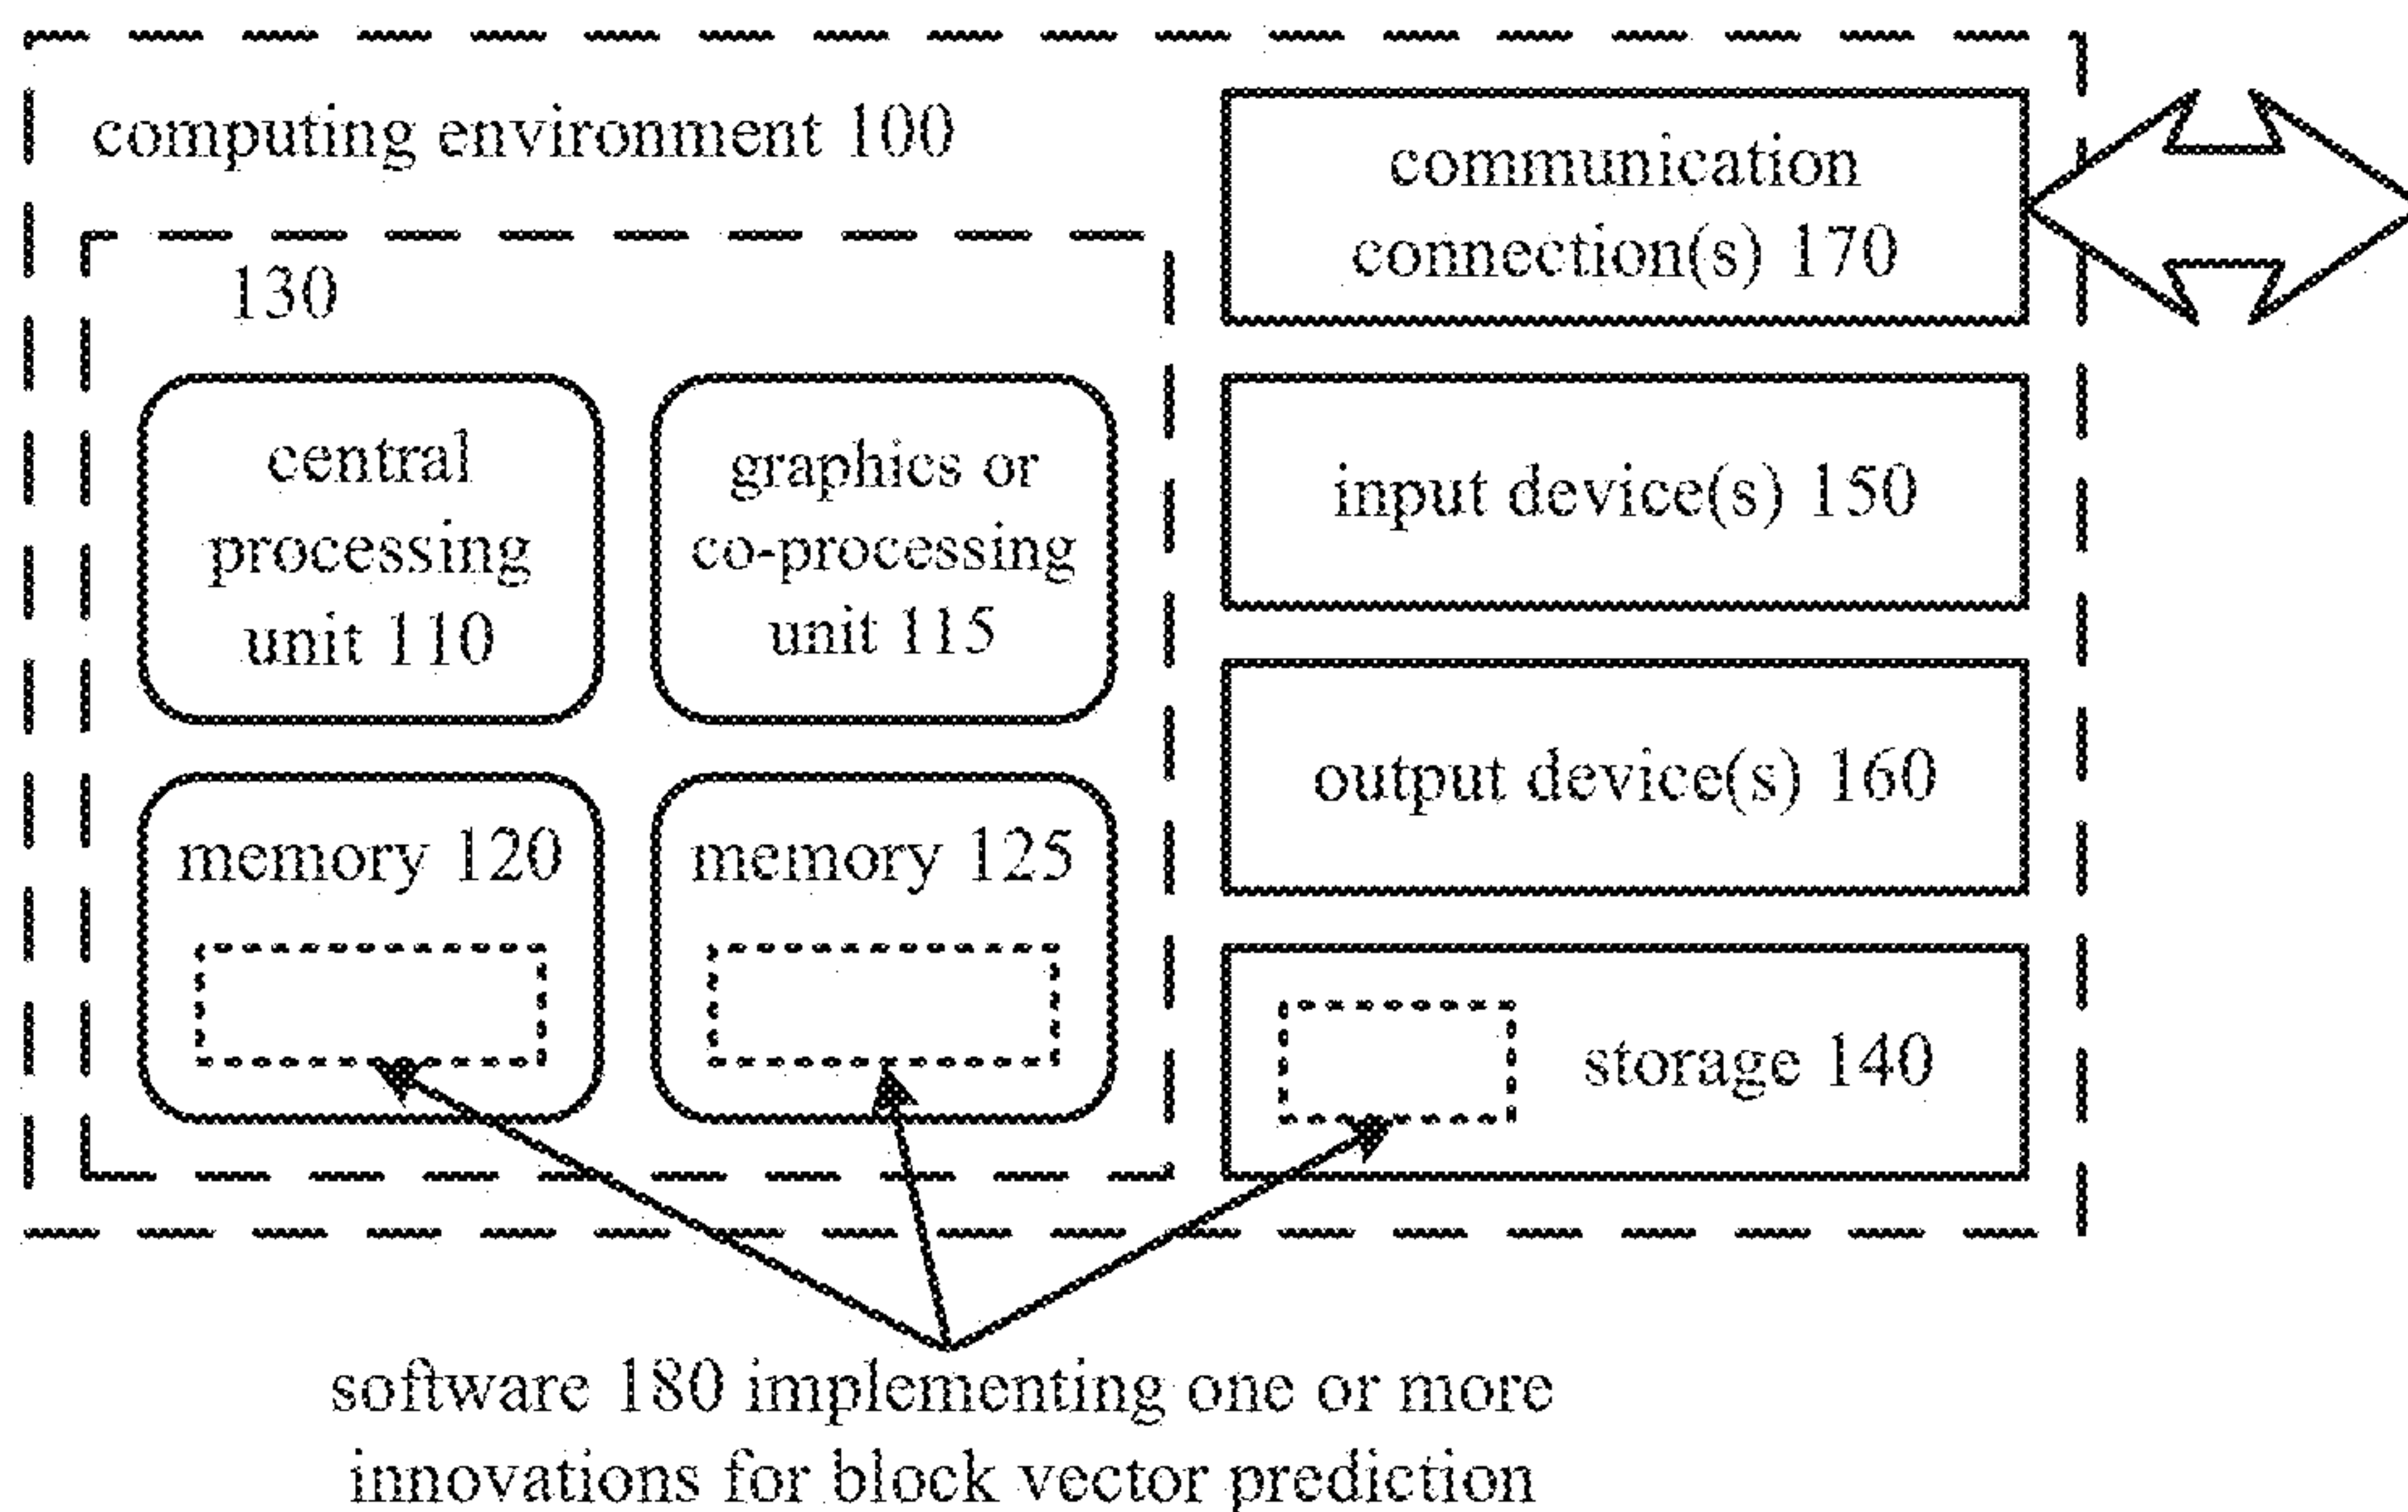 computing environment 100
130
central
processing
unit 110
graphics or
co-processing
unit 115
memory 120
memory 125
communication
connection(s) 170
input device(s) 150
output device(s) 160
storage 140
software 180 implementing one or more
innovations for block vector prediction